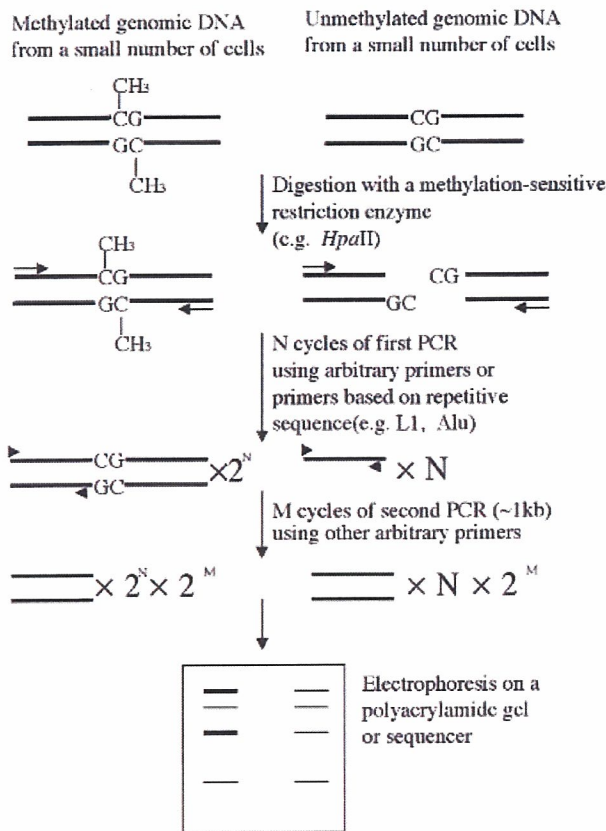 Methylated genomic DNA
from a small number of cells
Unmethylated genomic DNA
from a small number of cells
CH₃
CG
GC
CH₃
CG
GC
Digestion with a methylation-sensitive
restriction enzyme
(e.g. HpaII)
CH₃
CG
GC
CH₃
CG
GC
N cycles of first PCR
using arbitrary primers or
primers based on repetitive
sequence(e.g. L1, Alu)
CG
GC
×2ᴺ
× N
M cycles of second PCR (~1kb)
using other arbitrary primers
× 2ᴺ × 2ᴹ
× N × 2ᴹ
Electrophoresis on a
polyacrylamide gel
or sequencer